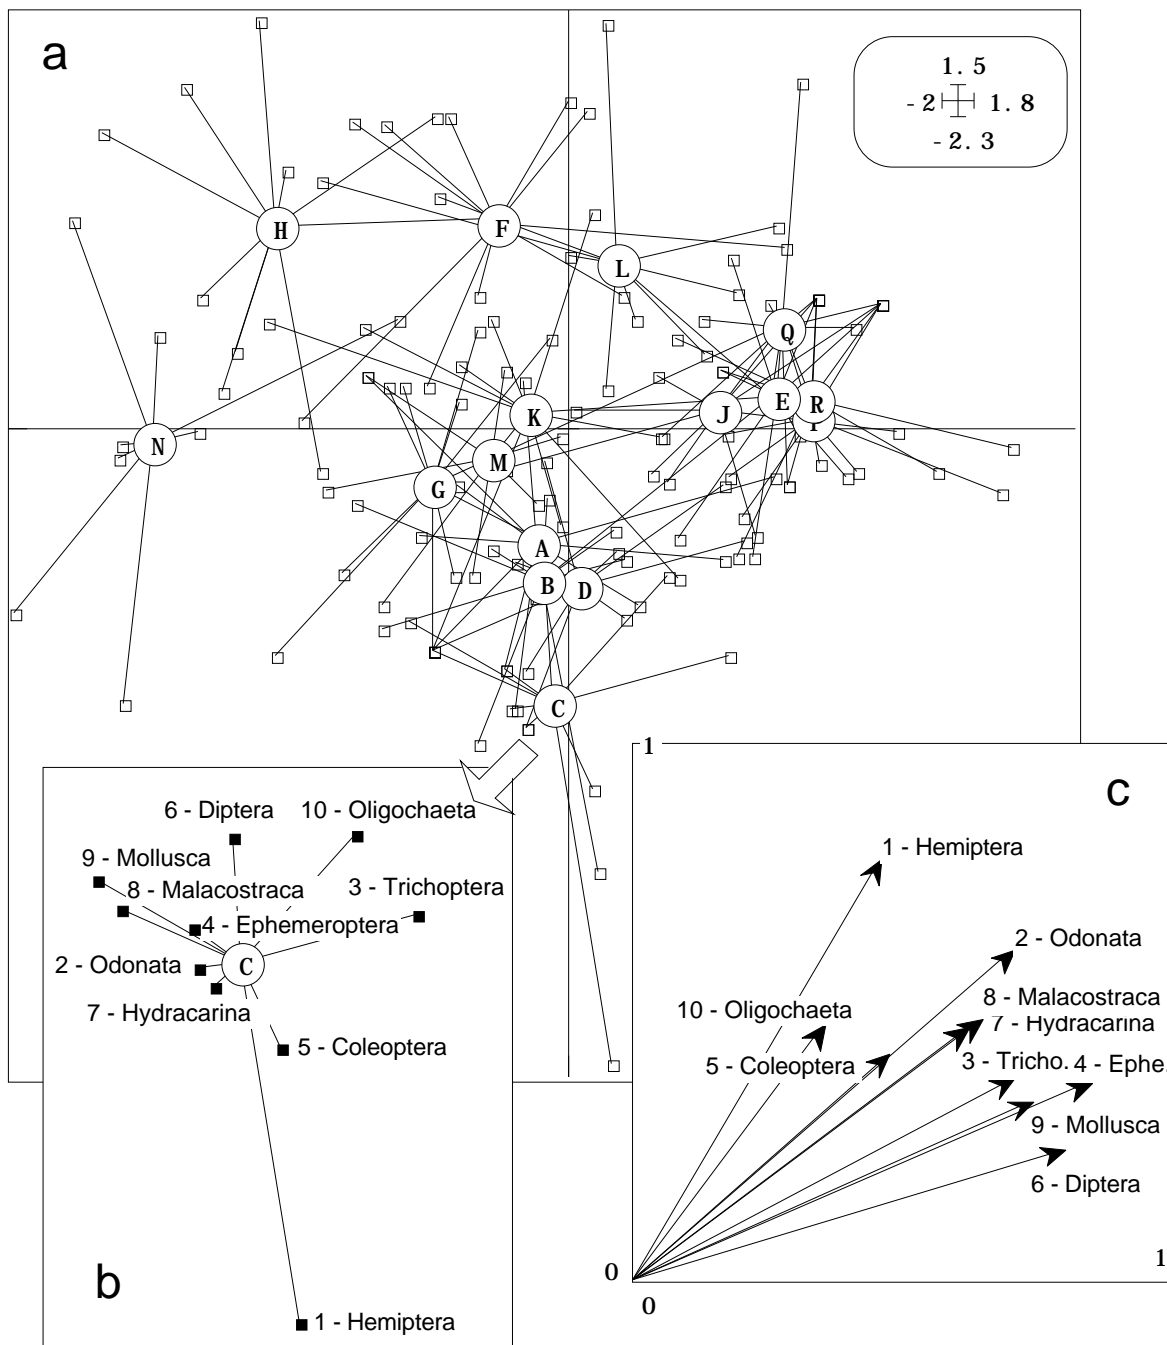 a
1.5
-2 1.8
-2.3
H
F
L
Q
E R
J
K
N
M
G
A
B D
C
1
c
6 - Diptera 10 - Oligochaeta
1 - Hemiptera
9 - Mollusca
8 - Malacostraca 3 - Trichoptera
4 - Ephemeroptera
2 - Odonata C
2 - Odonata
8 - Malacostraca
7 - Hydracarina
10 - Oligochaeta
7 - Hydracarina
5 - Coleoptera
5 - Coleoptera
3 - Tricho. 4 - Ephe.
9 - Mollusca
6 - Diptera
b
0 1
0
1 - Hemiptera